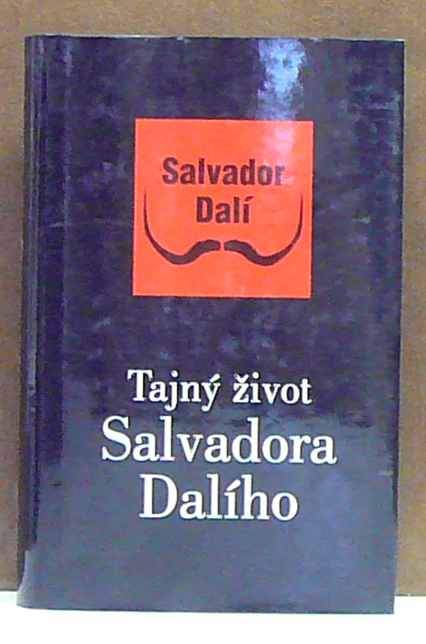 Salvador
Dalí
Tajný život
Salvadora
Dalího